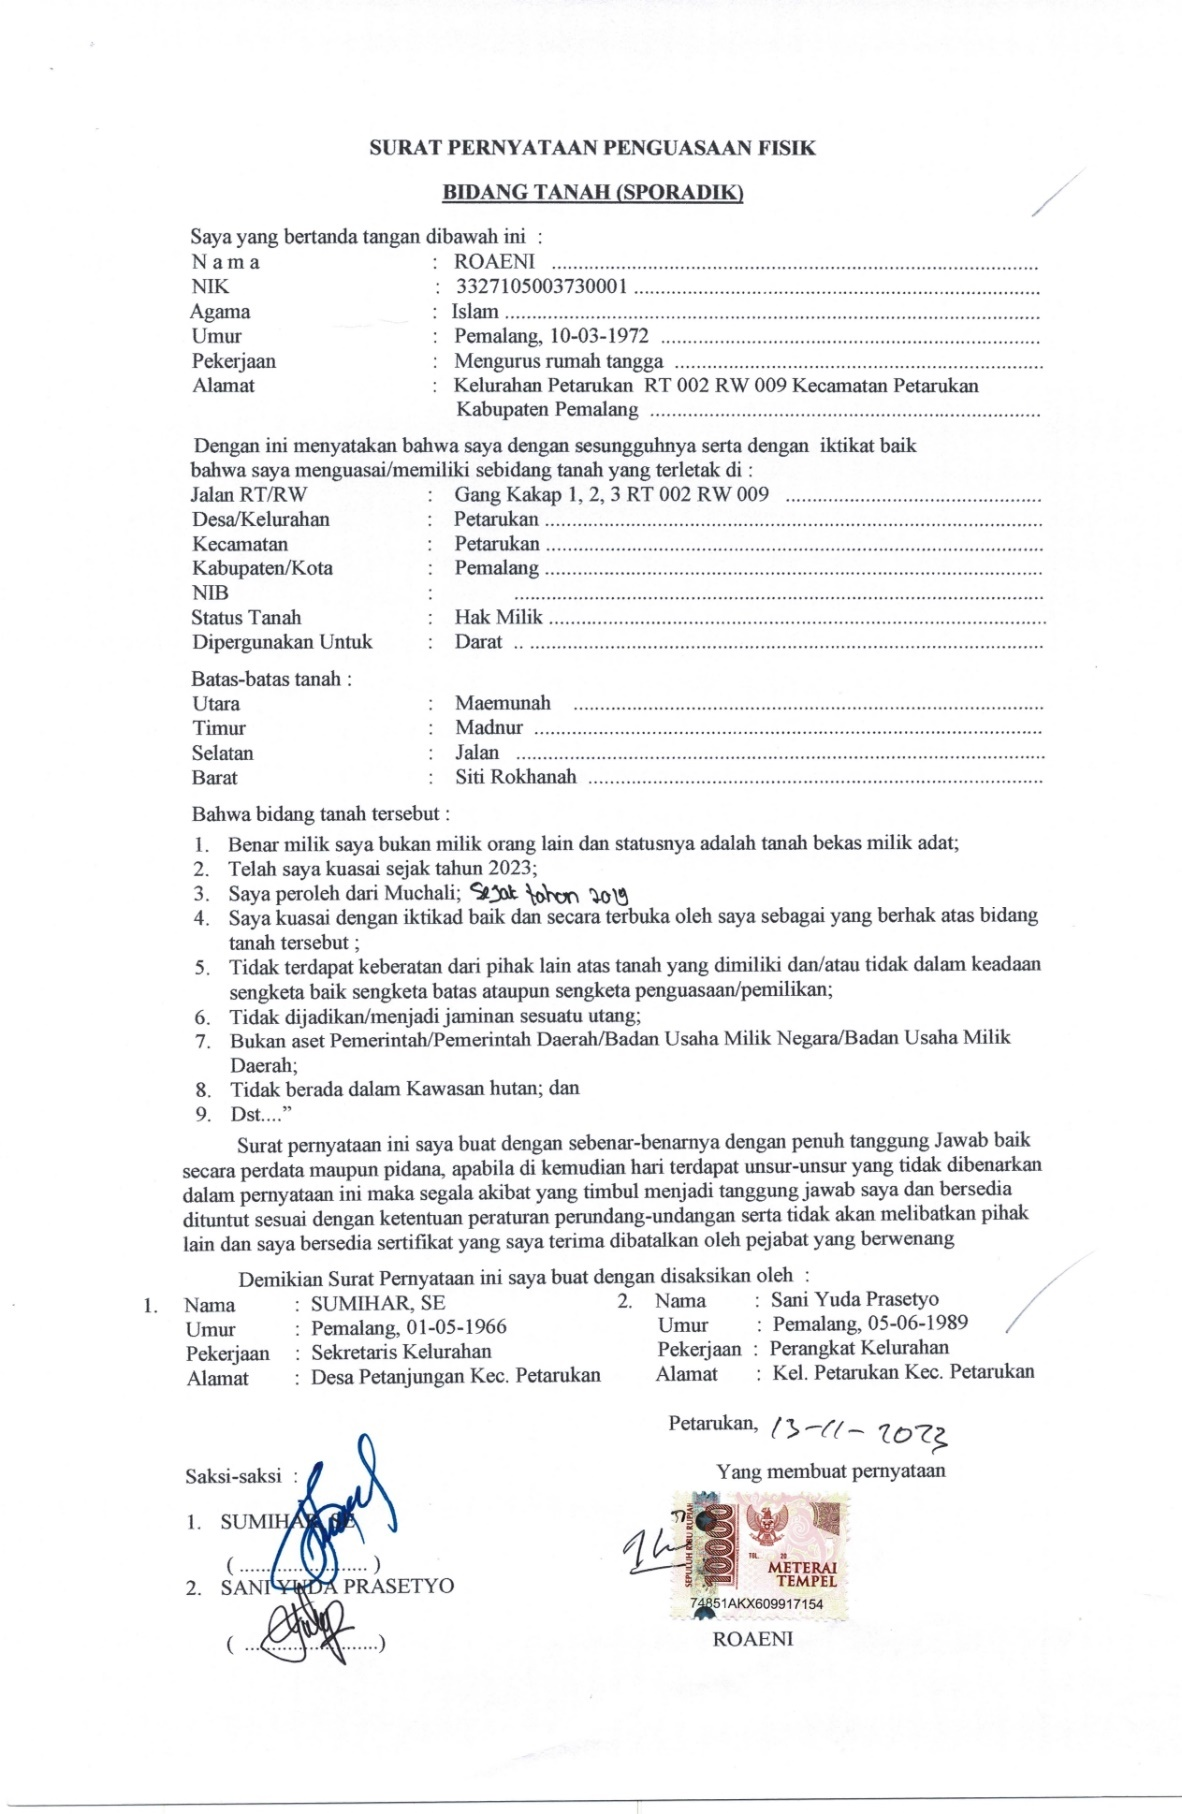 SURAT PERNYATAAN PENGUASAAN FISIK
BIDANG TANAH (SPORADIK)
Saya yang bertanda tangan dibawah ini :
N a m a : ROAENI
NIK : 3327105003730001
Agama : Islam
Umur : Pemalang, 10-03-1972
Pekerjaan : Mengurus rumah tangga
Alamat : Kelurahan Petarukan RT 002 RW 009 Kecamatan Petarukan
Kabupaten Pemalang
Dengan ini menyatakan bahwa saya dengan sesungguhnya serta dengan iktikat baik
bahwa saya menguasai/memiliki sebidang tanah yang terletak di :
Jalan RT/RW : Gang Kakap 1, 2, 3 RT 002 RW 009
Desa/Kelurahan : Petarukan
Kecamatan : Petarukan
Kabupaten/Kota : Pemalang
NIB :
Status Tanah : Hak Milik
Dipergunakan Untuk : Darat
Batas-batas tanah :
Utara : Maemunah
Timur : Madnur
Selatan : Jalan
Barat : Siti Rokhanah
Bahwa bidang tanah tersebut :
1. Benar milik saya bukan milik orang lain dan statusnya adalah tanah bekas milik adat;
2. Telah saya kuasai sejak tahun 2023;
3. Saya peroleh dari Muchali; Sejak tahun 2019
4. Saya kuasai dengan iktikad baik dan secara terbuka oleh saya sebagai yang berhak atas bidang
tanah tersebut ;
5. Tidak terdapat keberatan dari pihak lain atas tanah yang dimiliki dan/atau tidak dalam keadaan
sengketa baik sengketa batas ataupun sengketa penguasaan/pemilikan;
6. Tidak dijadikan/menjadi jaminan sesuatu utang;
7. Bukan aset Pemerintah/Pemerintah Daerah/Badan Usaha Milik Negara/Badan Usaha Milik
Daerah;
8. Tidak berada dalam Kawasan hutan; dan
9. Dst....”
Surat pernyataan ini saya buat dengan sebenar-benarnya dengan penuh tanggung Jawab baik
secara perdata maupun pidana, apabila di kemudian hari terdapat unsur-unsur yang tidak dibenarkan
dalam pernyataan ini maka segala akibat yang timbul menjadi tanggung jawab saya dan bersedia
dituntut sesuai dengan ketentuan peraturan perundang-undangan serta tidak akan melibatkan pihak
lain dan saya bersedia sertifikat yang saya terima dibatalkan oleh pejabat yang berwenang
Demikian Surat Pernyataan ini saya buat dengan disaksikan oleh :
1. Nama : SUMIHAR, SE 2. Nama : Sani Yuda Prasetyo
Umur : Pemalang, 01-05-1966 Umur : Pemalang, 05-06-1989
Pekerjaan : Sekretaris Kelurahan Pekerjaan : Perangkat Kelurahan
Alamat : Desa Petanjungan Kec. Petarukan Alamat : Kel. Petarukan Kec. Petarukan
Petarukan, 13-11-2023
Saksi-saksi : Yang membuat pernyataan
1. SUMIHAR, SE
(........................)
2. SANI YUDA PRASETYO
(........................)
SEPULUH RIBU RUPIAH
10000
TGL. 20
METERAI
TEMPEL
74851AKX609917154
ROAENI